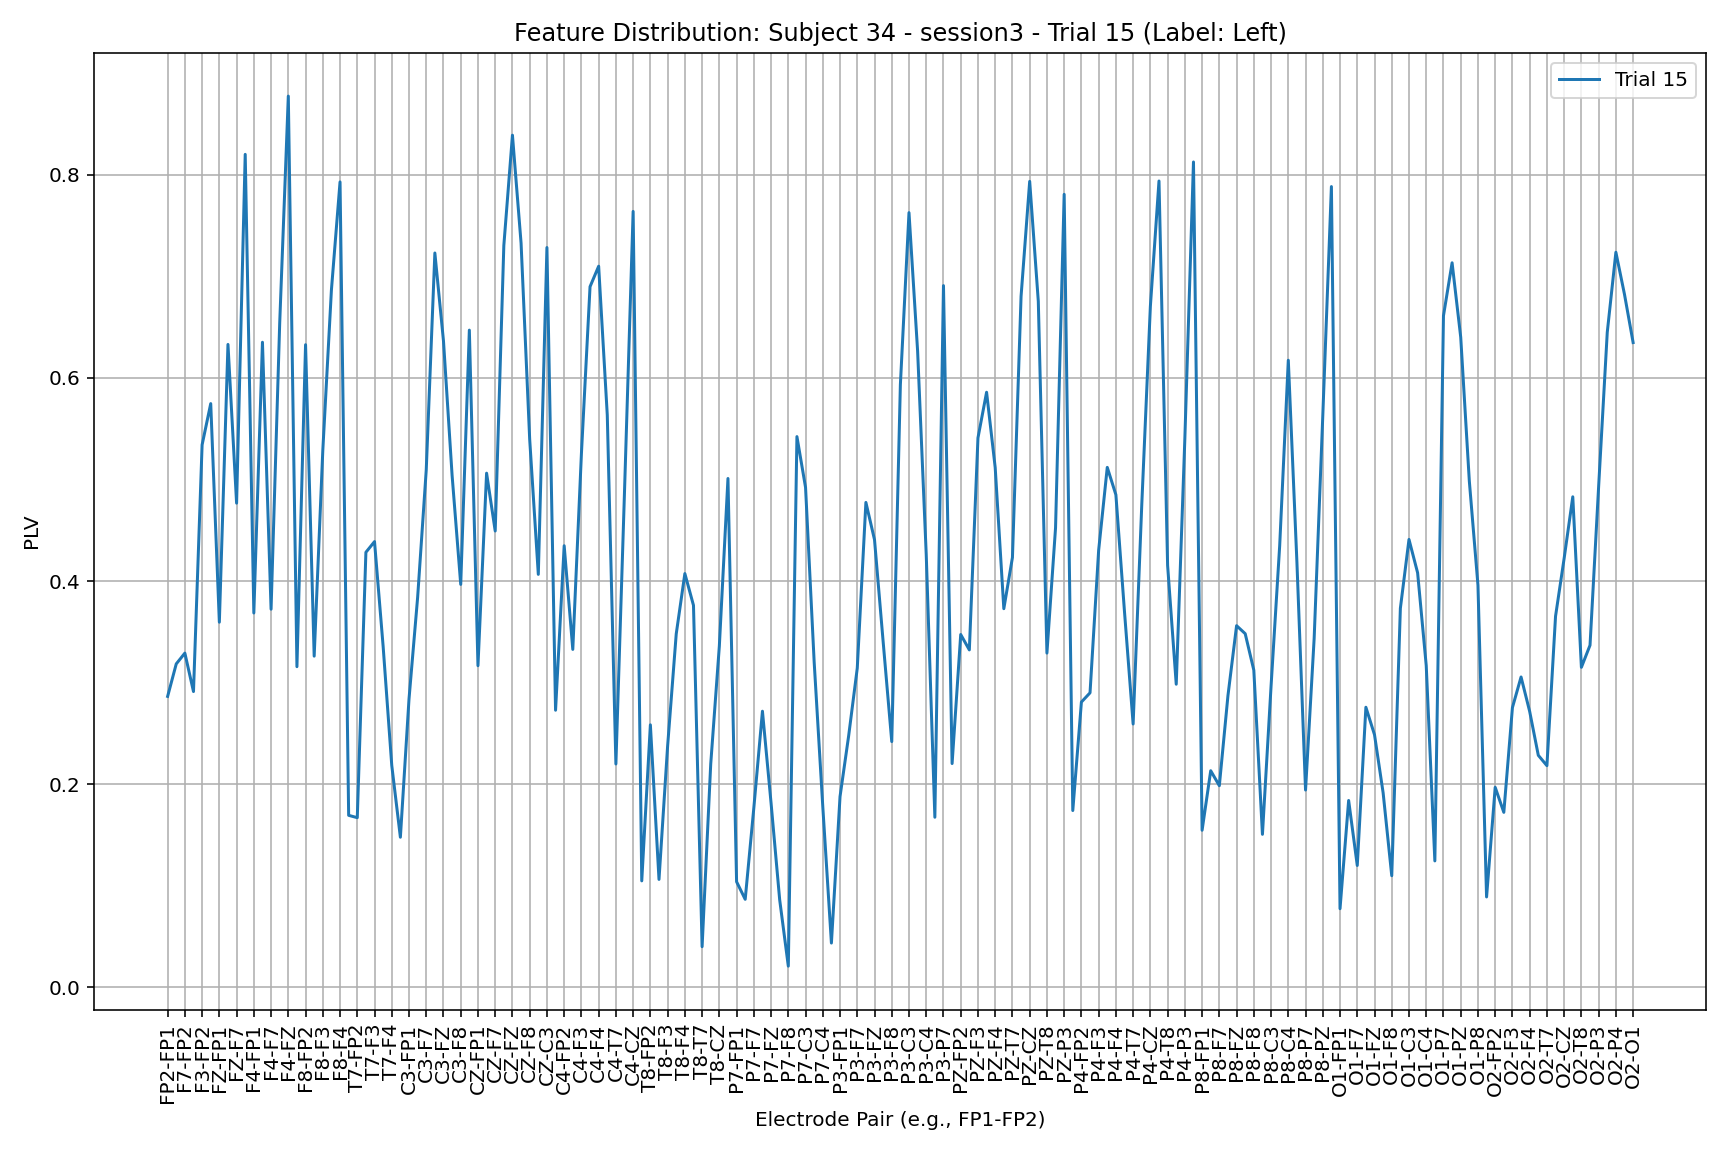 Feature Distribution: Subject 34 - session3 - Trial 15 (Label: Left)
Trial 15
PLV
0.8
0.6
0.4
0.2
0.0
FP2-FP1
F7-FP2
F3-FP2
FZ-FP1
FZ-F7
F4-FP1
F4-F7
F4-FZ
F8-FP2
F8-F3
F8-F4
T7-FP2
T7-F3
T7-F4
C3-FP1
C3-F7
C3-FZ
C3-F8
CZ-FP1
CZ-F7
CZ-FZ
CZ-F8
CZ-C3
C4-FP2
C4-F3
C4-F4
C4-T7
C4-CZ
T8-FP2
T8-F3
T8-F4
T8-T7
T8-CZ
P7-FP1
P7-F7
P7-FZ
P7-F8
P7-C3
P7-C4
P3-FP1
P3-F7
P3-FZ
P3-F8
P3-C3
P3-C4
P3-P7
PZ-FP2
PZ-F3
PZ-F4
PZ-T7
PZ-CZ
PZ-T8
PZ-P3
P4-FP2
P4-F3
P4-F4
P4-T7
P4-CZ
P4-T8
P4-P3
P8-FP1
P8-F7
P8-FZ
P8-F8
P8-C3
P8-C4
P8-P7
P8-PZ
O1-FP1
O1-F7
O1-FZ
O1-F8
O1-C3
O1-C4
O1-P7
O1-PZ
O1-P8
O2-FP2
O2-F3
O2-F4
O2-T7
O2-CZ
O2-T8
O2-P3
O2-P4
O2-O1
Electrode Pair (e.g., FP1-FP2)